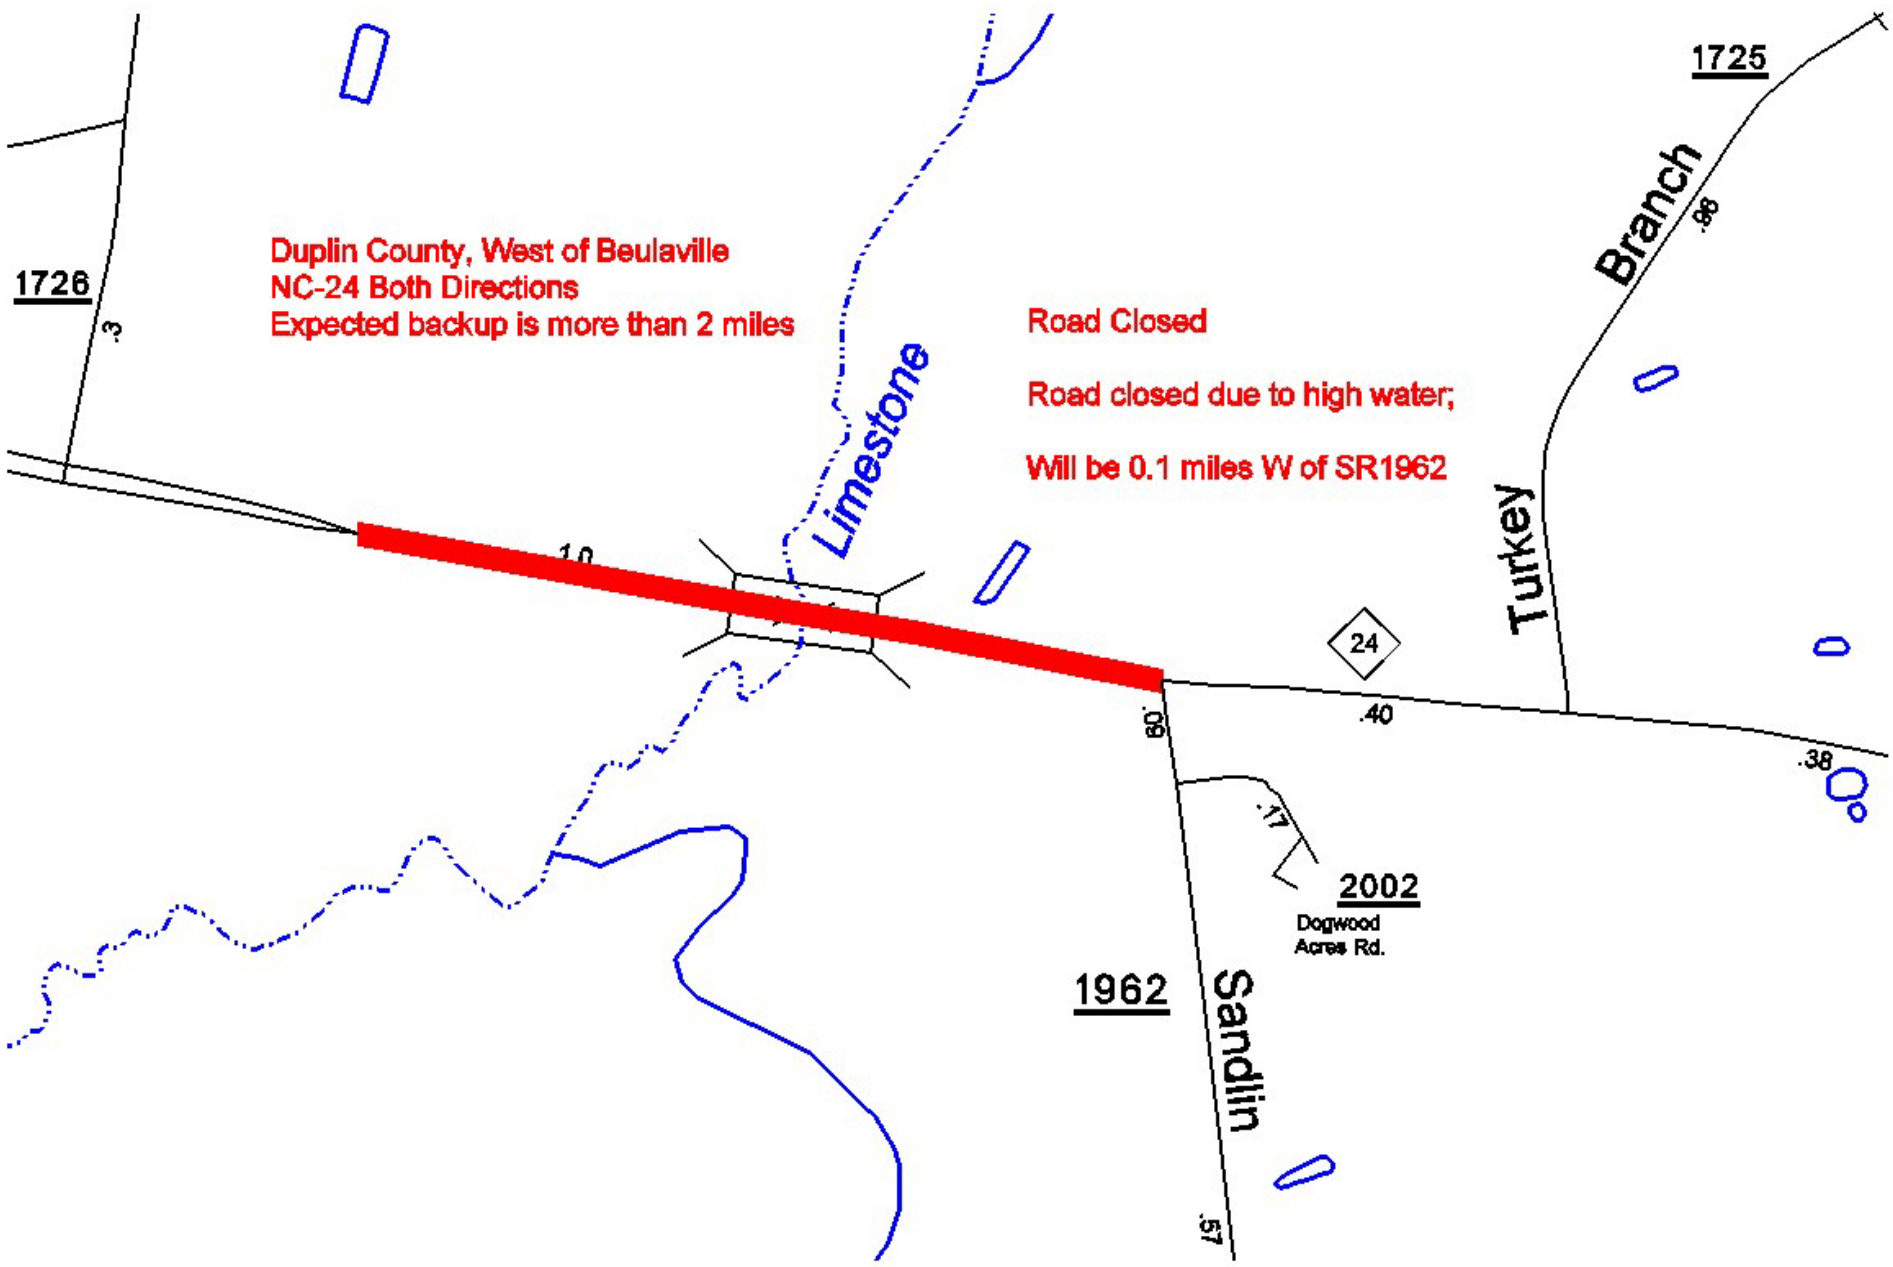 1725
Branch
.96
Duplin County, West of Beulaville
NC-24 Both Directions
Expected backup is more than 2 miles
1726
.3
Road Closed
Road closed due to high water;
Will be 0.1 miles W of SR1962
Limestone
Turkey
1.0
24
.09
.40
.38
.17
2002
Dogwood
Acres Rd.
1962
Sandlin
.57